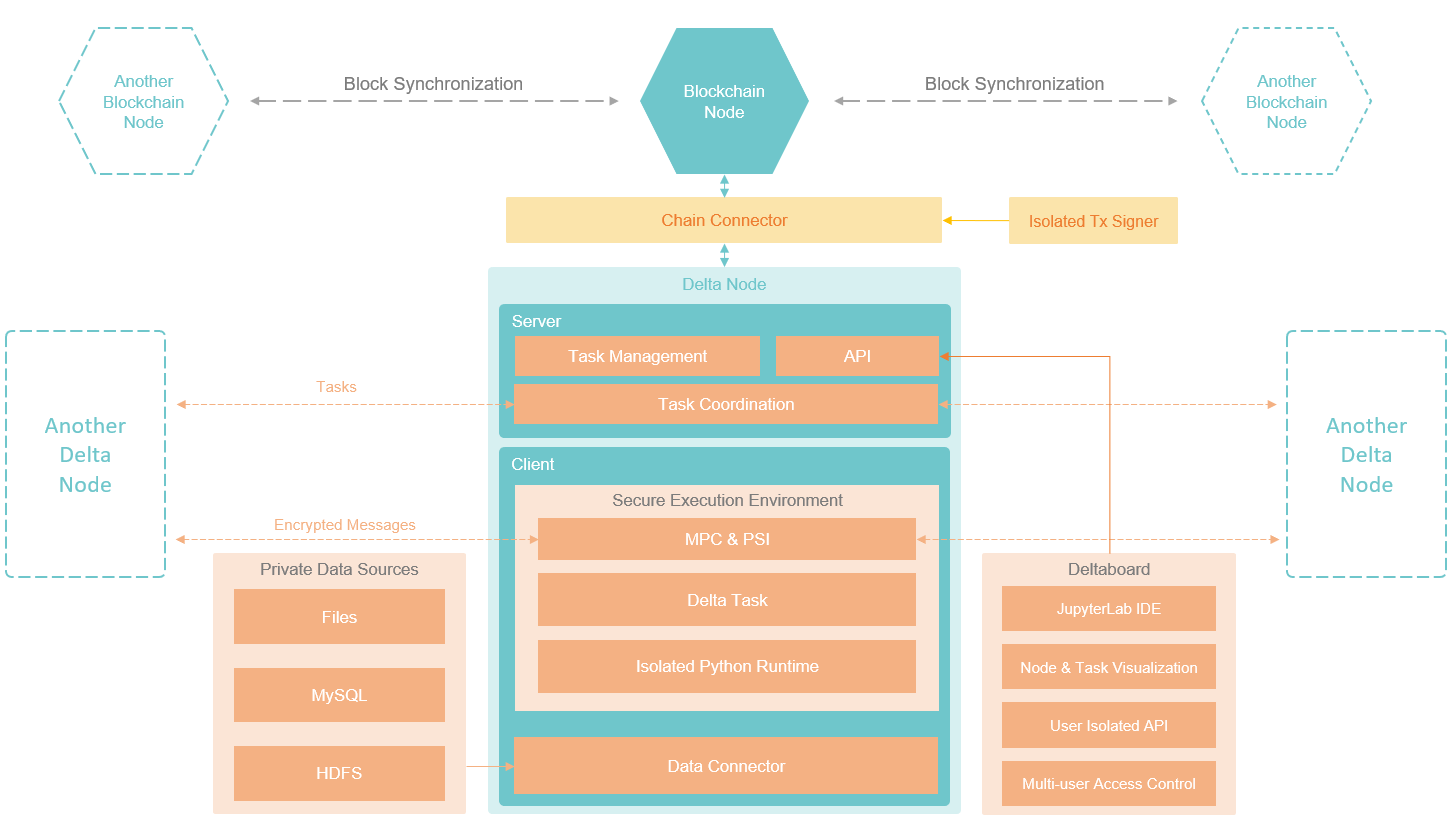 Another
Blockchain
Node
Block Synchronization
Blockchain
Node
Block Synchronization
Another
Blockchain
Node
Chain Connector
Isolated Tx Signer
Delta Node
Server
Task Management
API
Task Coordination
Tasks
Another
Delta
Node
Another
Delta
Node
Client
Secure Execution Environment
MPC & PSI
Delta Task
Isolated Python Runtime
Data Connector
Encrypted Messages
Private Data Sources
Files
MySQL
HDFS
Deltaboard
JupyterLab IDE
Node & Task Visualization
User Isolated API
Multi-user Access Control